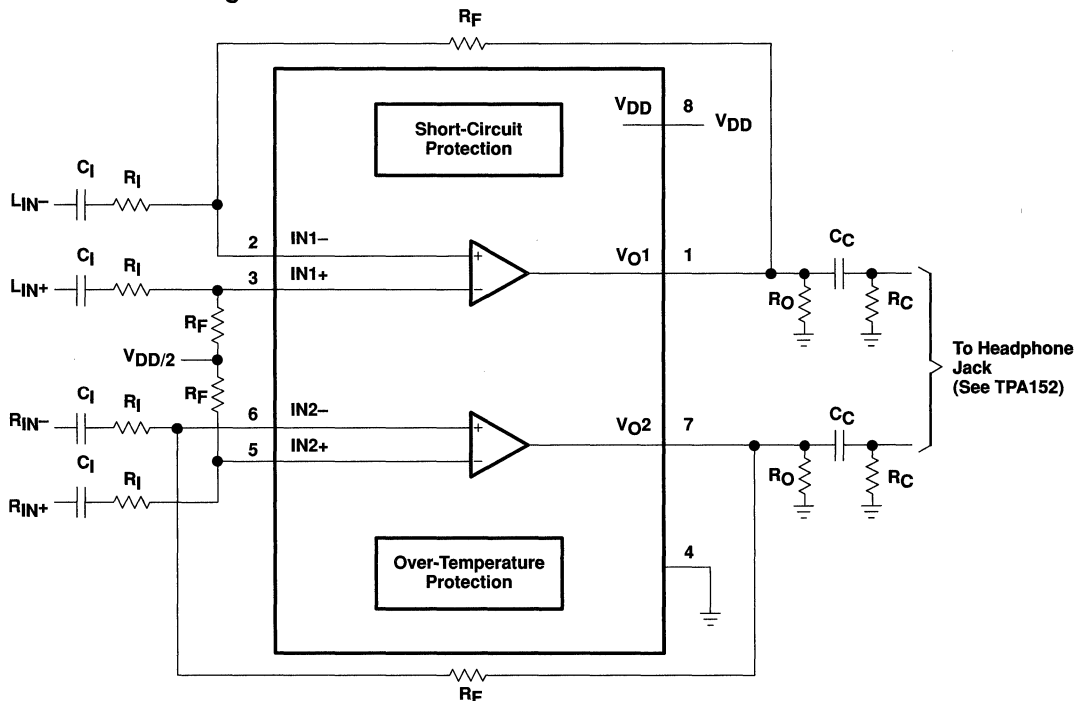 g
RF
VDD 8
VDD
Short-Circuit
Protection
CI
RI
LIN−
2 IN1−
+
CI
RI
LIN+
3 IN1+
−
VO1 1
CC
RO
RC
RF
VDD/2
RF
To Headphone
Jack
(See TPA152)
CI
RI
RIN−
6 IN2−
+
5 IN2+
−
VO2 7
CC
RO
RC
CI
RI
RIN+
Over-Temperature
Protection
4
RF